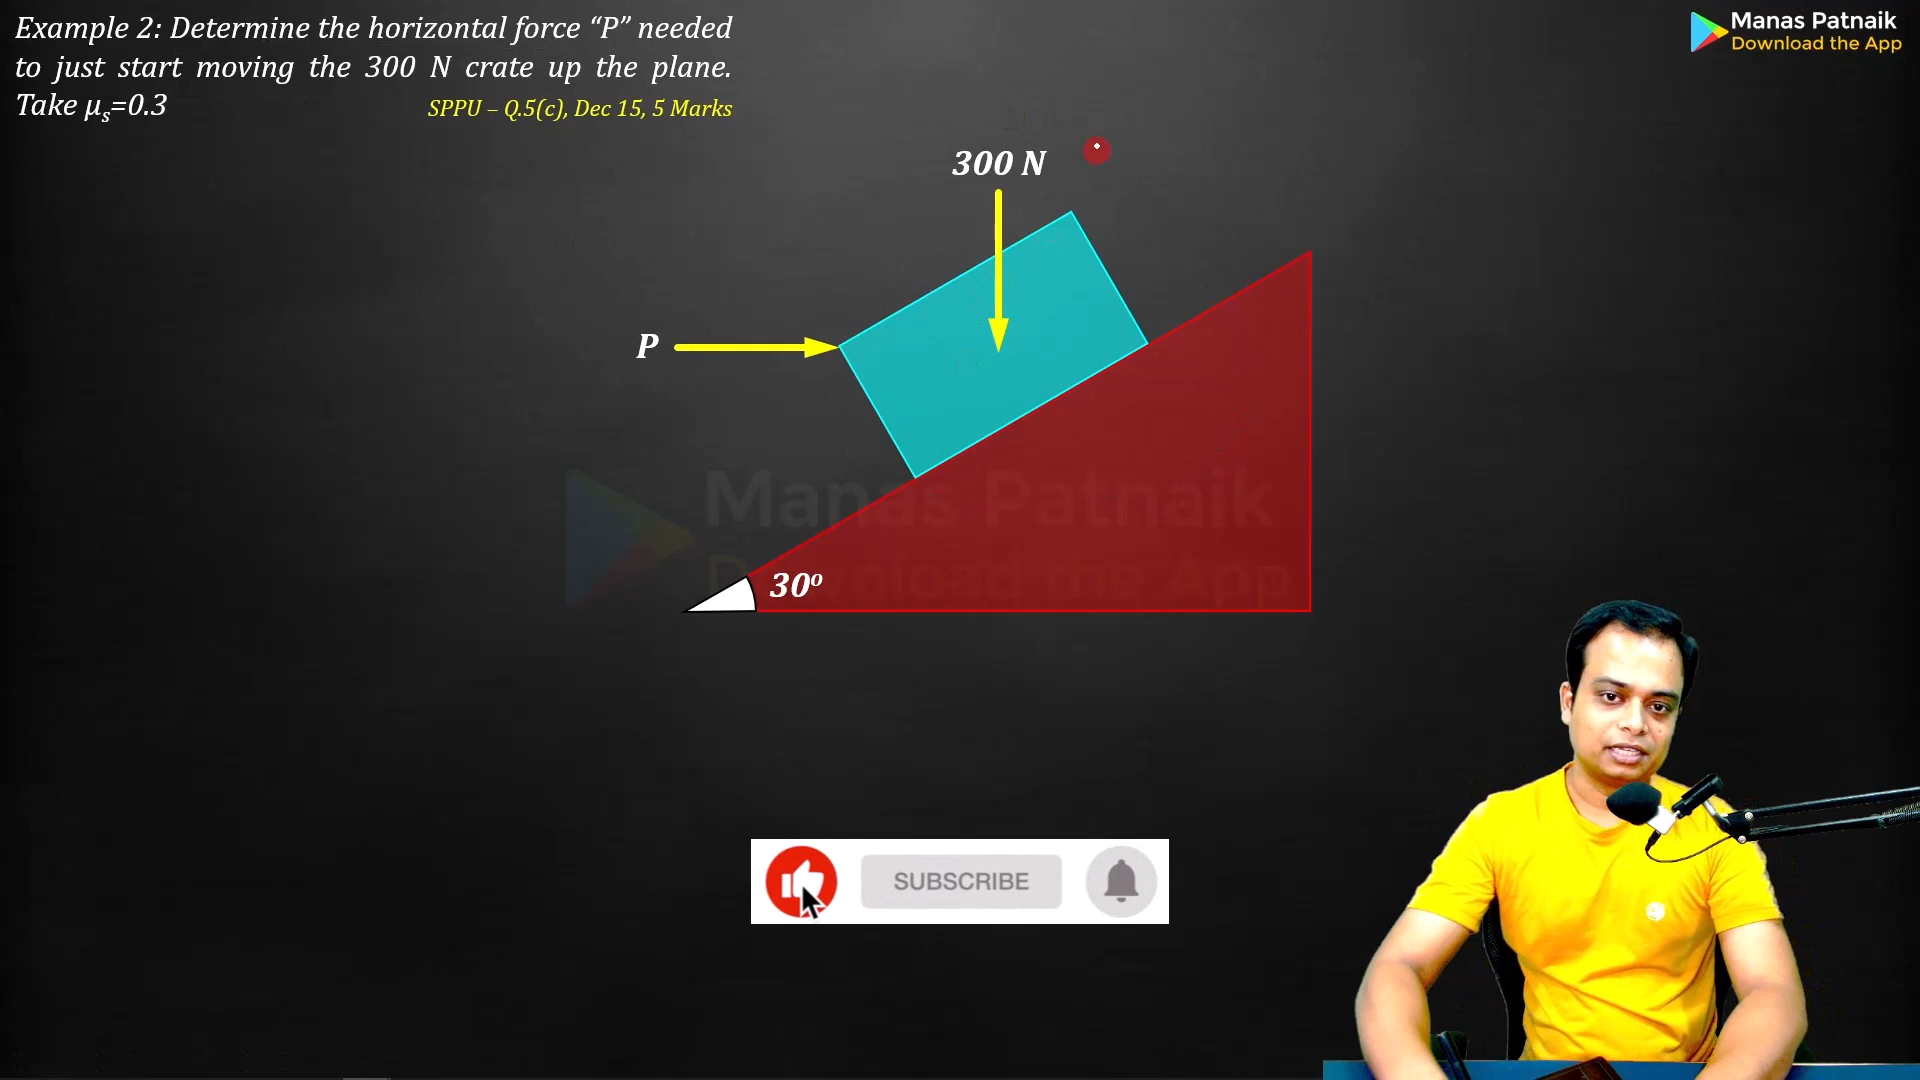 Example 2: Determine the horizontal force “P” needed
to just start moving the 300 N crate up the plane.
Take μₛ=0.3 SPPU – Q.5(c), Dec 15, 5 Marks
Manas Patnaik
Download the App
300 N
P
Manas Patnaik
Download the App
30º
SUBSCRIBE